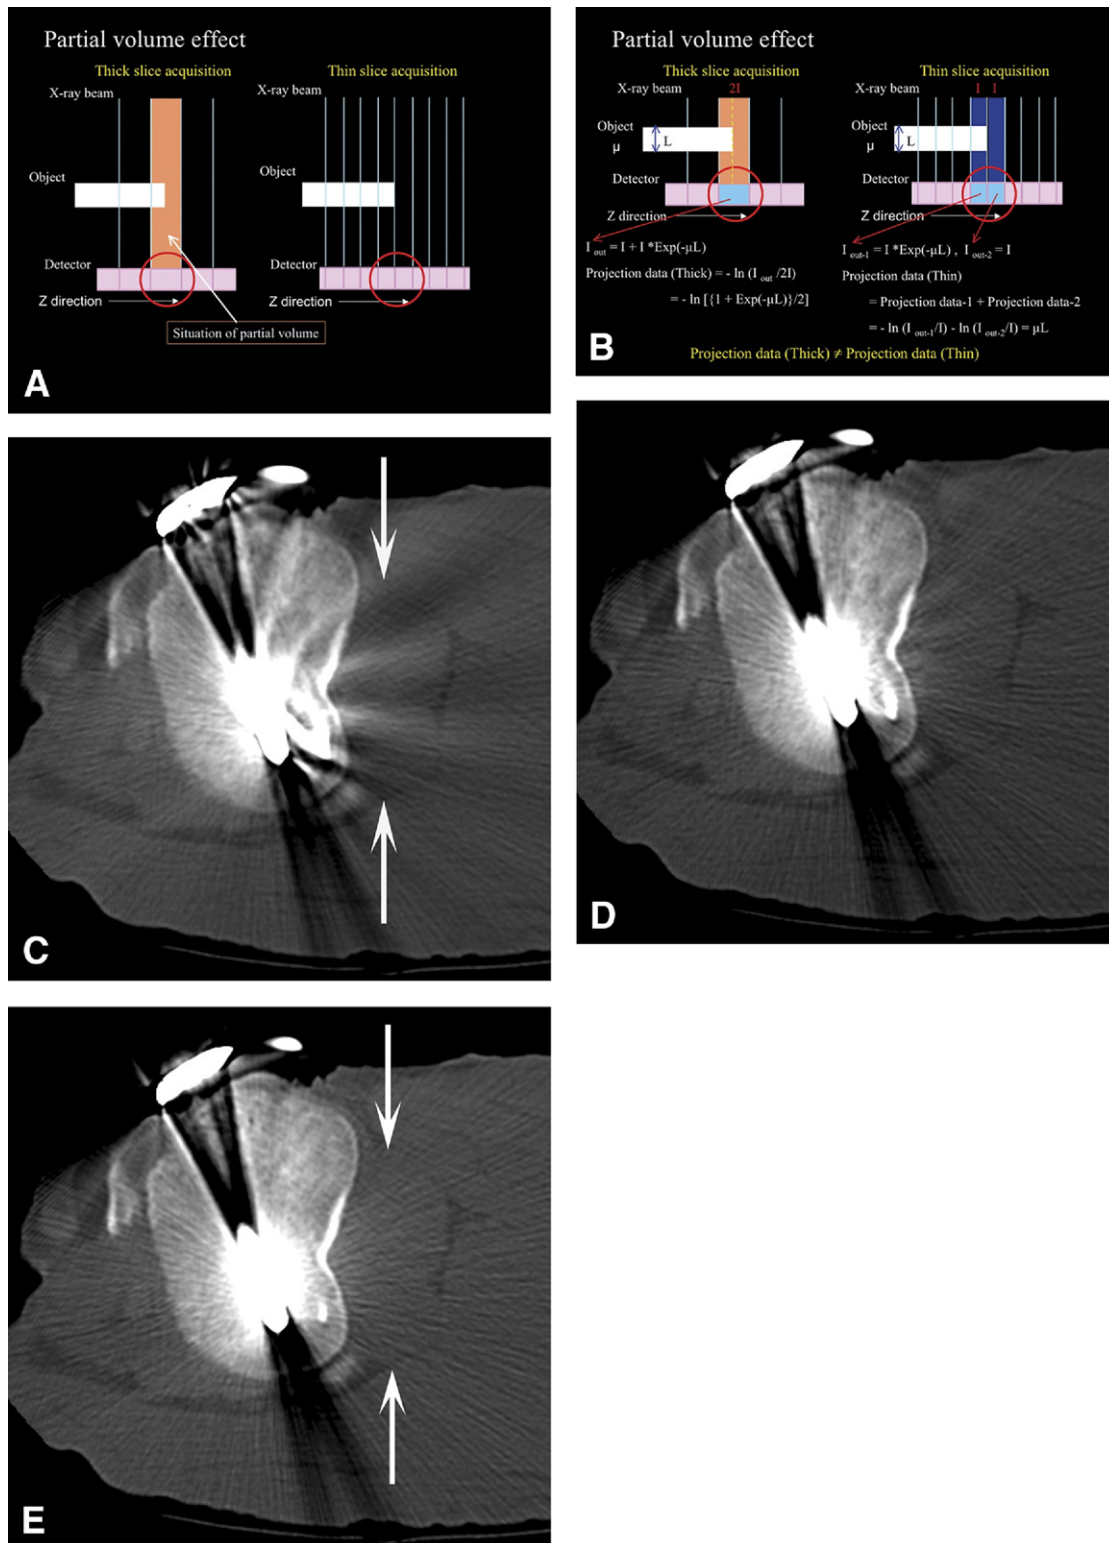 Partial volume effect
Thick slice acquisition
Thin slice acquisition
X-ray beam
X-ray beam
Object
Object
Detector
Detector
Z direction
Z direction
Situation of partial volume
A
Partial volume effect
Thick slice acquisition
Thin slice acquisition
X-ray beam
2I
X-ray beam
I I
Object
μ
L
Object
μ
L
Detector
Detector
Z direction
Z direction
I out = I + I *Exp(-μL)
Projection data (Thick) = - ln (I out /2I)
= - ln [{1 + Exp(-μL)}/2]
I out-1 = I *Exp(-μL) , I out-2 = I
Projection data (Thin)
= Projection data-1 + Projection data-2
= - ln (I out-1/I) - ln (I out-2/I) = μL
Projection data (Thick) ≠ Projection data (Thin)
B
C
D
E